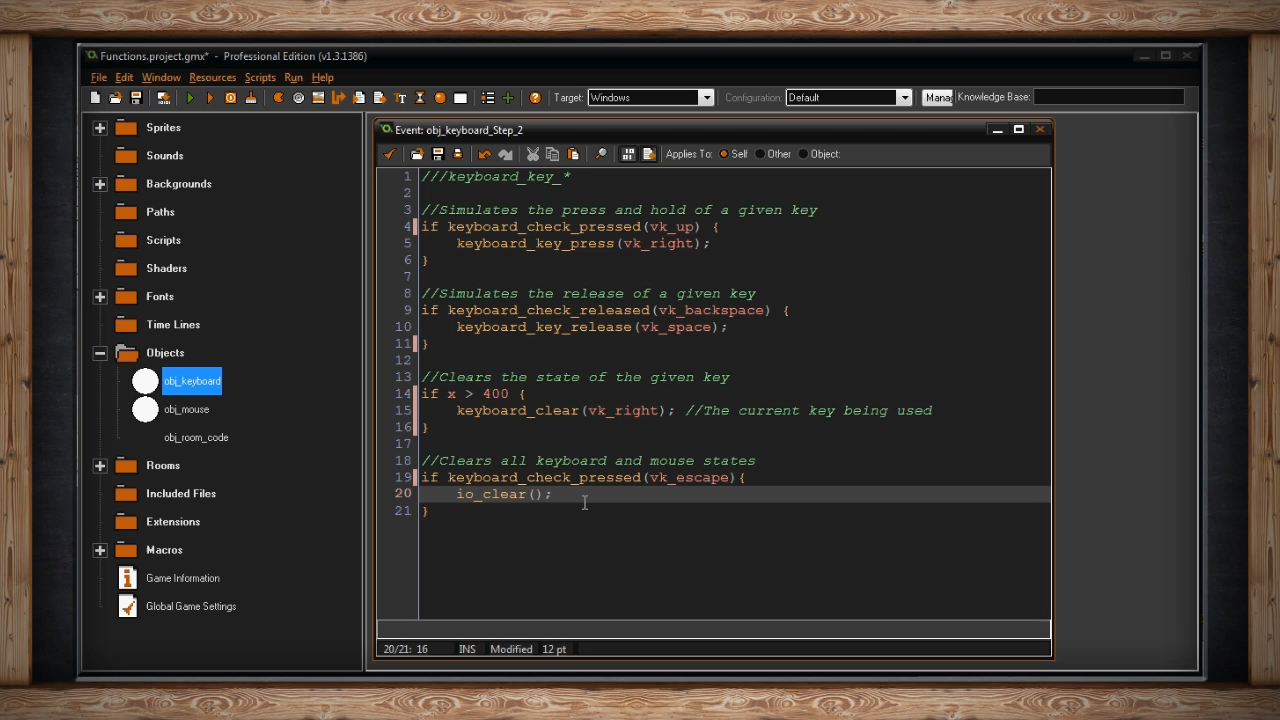 Functions.project.gmx* - Professional Edition (v1.3.1386)
File Edit Window Resources Scripts Run Help
Target: Windows Configuration: Default Manag Knowledge Base:
Sprites
Sounds
Backgrounds
Paths
Scripts
Shaders
Fonts
Time Lines
Objects
obj_keyboard
obj_mouse
obj_room_code
Rooms
Included Files
Extensions
Macros
Game Information
Global Game Settings
Event: obj_keyboard_Step_2
Applies To: Self Other Object:
1 ///keyboard_key_*
2
3 //Simulates the press and hold of a given key
4 if keyboard_check_pressed(vk_up) {
5 keyboard_key_press(vk_right);
6 }
7
8 //Simulates the release of a given key
9 if keyboard_check_released(vk_backspace) {
10 keyboard_key_release(vk_space);
11 }
12
13 //Clears the state of the given key
14 if x > 400 {
15 keyboard_clear(vk_right); //The current key being used
16 }
17
18 //Clears all keyboard and mouse states
19 if keyboard_check_pressed(vk_escape){
20 io_clear();
21 }
20/21: 16 INS Modified 12 pt